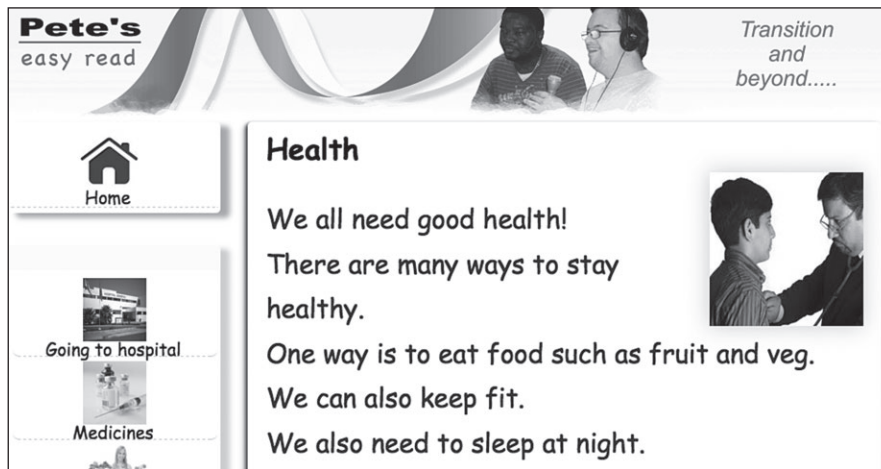 Pete's
easy read
Transition
and
beyond.....
Home
Going to hospital
Medicines
Health
We all need good health!
There are many ways to stay
healthy.
One way is to eat food such as fruit and veg.
We can also keep fit.
We also need to sleep at night.